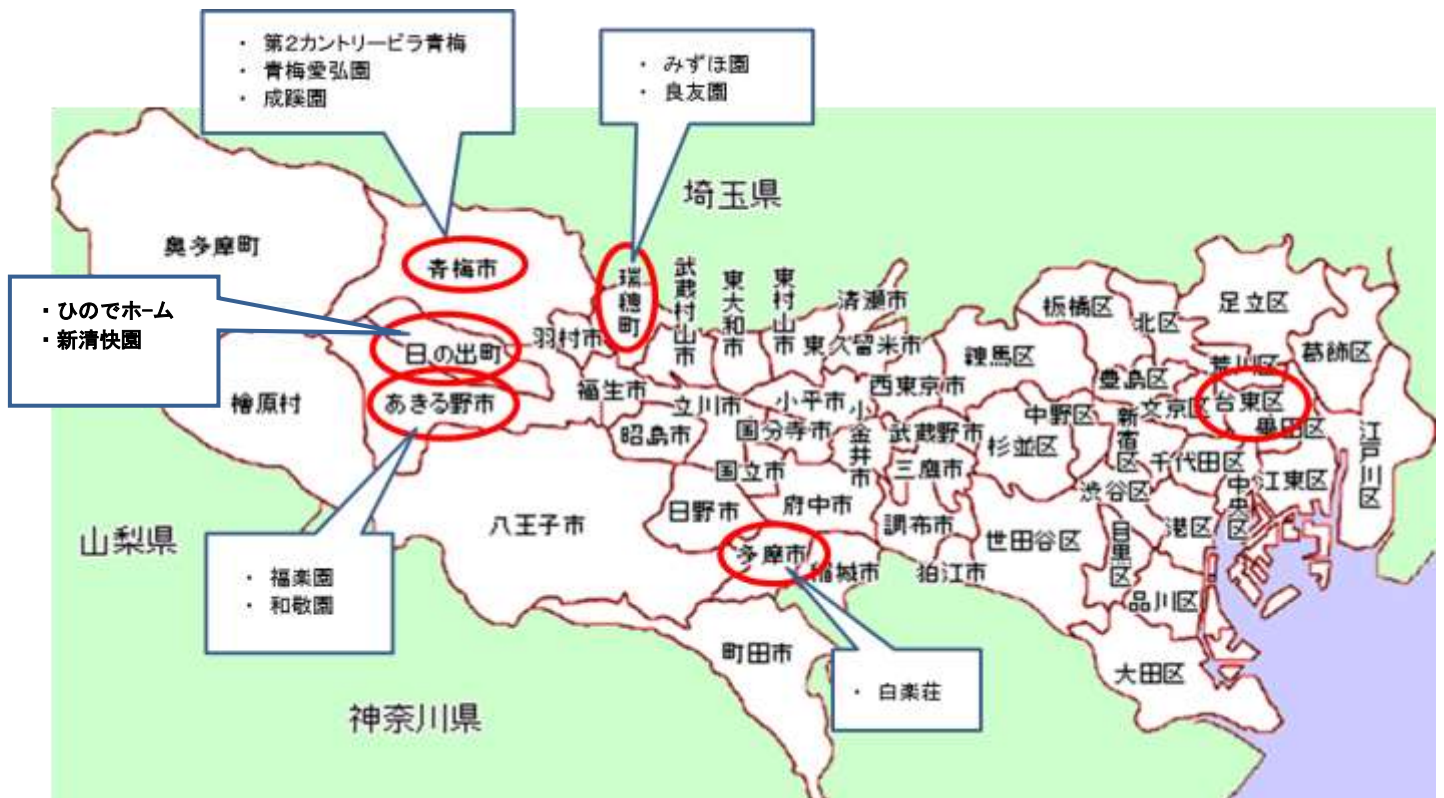 ・ 第2カントリービラ青梅
・ 青梅愛弘園
・ 成蹊園
・ みずほ園
・ 良友園
埼玉県
奥多摩町
青梅市
瑞穂町
武蔵村山市
東大和市
東村山市
清瀬市
板橋区
北区
足立区
・ひのでホーム
・新清快園
日の出町
羽村市
東久留米市
練馬区
豊島区
荒川区
葛飾区
檜原村
あきる野市
福生市
立川市
小平市
西東京市
中野区
文京区
台東区
墨田区
昭島市
国分寺市
小金井市
武蔵野市
杉並区
新宿区
千代田区
江戸川区
国立市
三鷹市
渋谷区
中央区
江東区
山梨県
八王子市
日野市
府中市
調布市
世田谷区
目黒区
港区
多摩市
稲城市
狛江市
品川区
・ 福楽園
・ 和敬園
町田市
大田区
・ 白楽荘
神奈川県